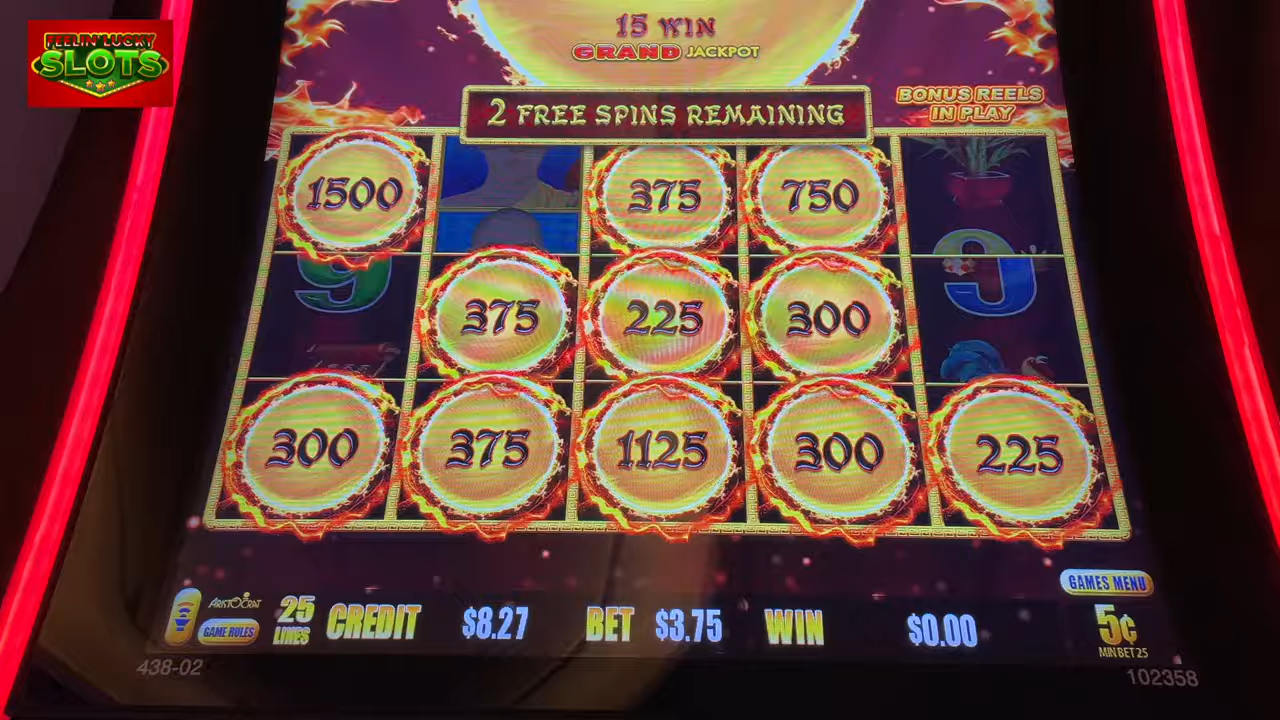 FEELIN' LUCKY
SLOTS
15 WIN
GRAND JACKPOT
2 FREE SPINS REMAINING
BONUS REELS
IN PLAY
1500
375
750
9
375
225
300
J
300
375
1125
300
225
GAMES MENU
ARISTOCRAT
GAME RULES
25
LINES
CREDIT
$8.27
BET
$3.75
WIN
$0.00
5¢
MIN BET 25
438-02
102358